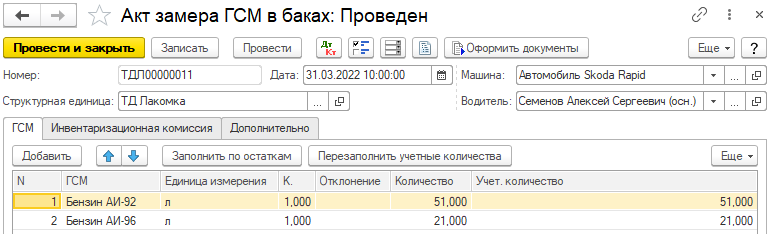 Акт замера ГСМ в баках: Проведен
Провести и закрыть Записать Провести Дт Кт Оформить документы Еще ?
Номер: ТДЛ00000011 Дата: 31.03.2022 10:00:00 Машина: Автомобиль Skoda Rapid ...
Структурная единица: ТД Лакомка ... Водитель: Семенов Алексей Сергеевич (осн.) ...
ГСМ Инвентаризационная комиссия Дополнительно
Добавить Заполнить по остаткам Перезаполнить учетные количества Еще
N ГСМ Единица измерения К. Отклонение Количество Учет. количество
1 Бензин АИ-92 л 1,000 51,000 51,000
2 Бензин АИ-96 л 1,000 21,000 21,000